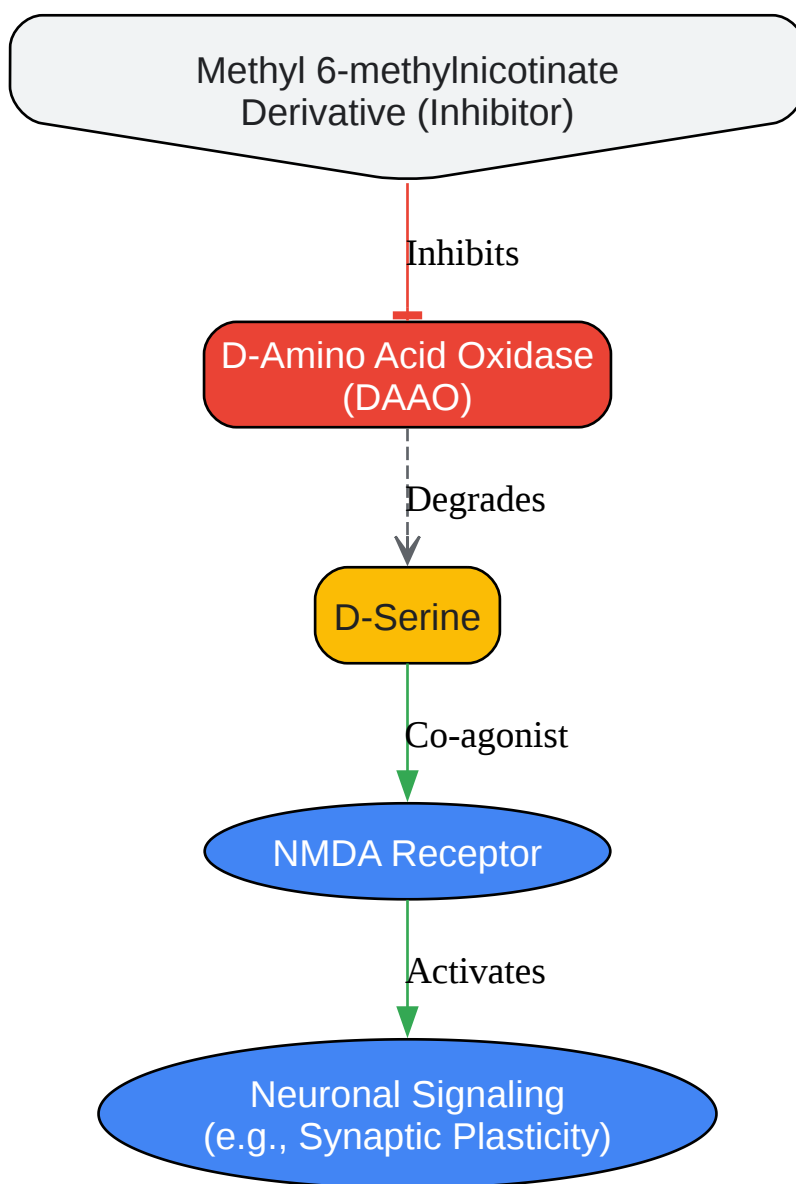 Methyl 6-methylnicotinate
Derivative (Inhibitor)
Inhibits
D-Amino Acid Oxidase
(DAAO)
Degrades
D-Serine
Co-agonist
NMDA Receptor
Activates
Neuronal Signaling
(e.g., Synaptic Plasticity)